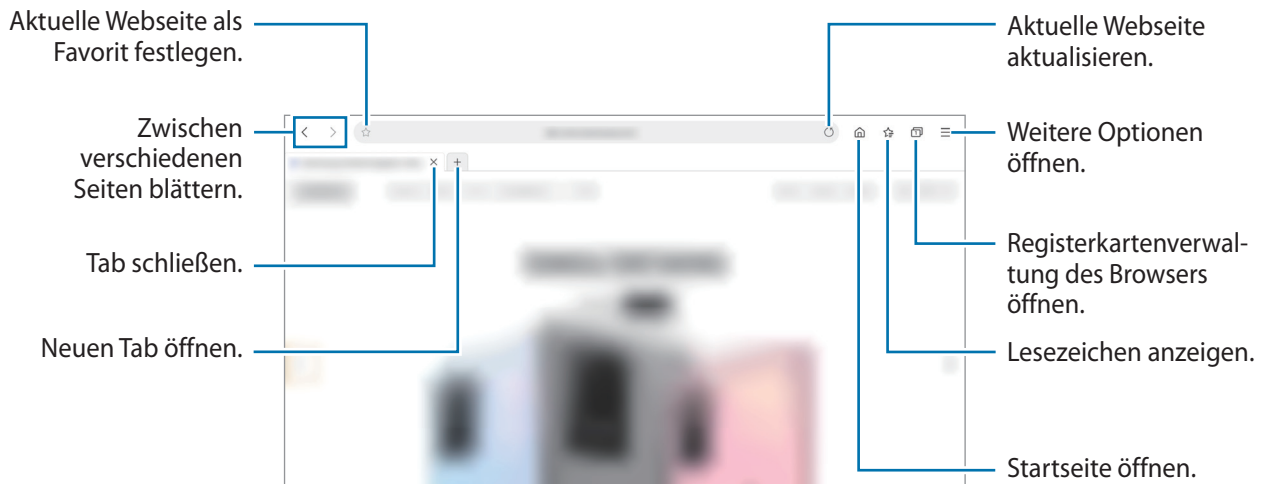 Aktuelle Webseite als
Favorit festlegen.
Zwischen
verschiedenen
Seiten blättern.
Tab schließen.
Neuen Tab öffnen.
Aktuelle Webseite
aktualisieren.
Weitere Optionen
öffnen.
Registerkartenverwal-
tung des Browsers
öffnen.
Lesezeichen anzeigen.
Startseite öffnen.